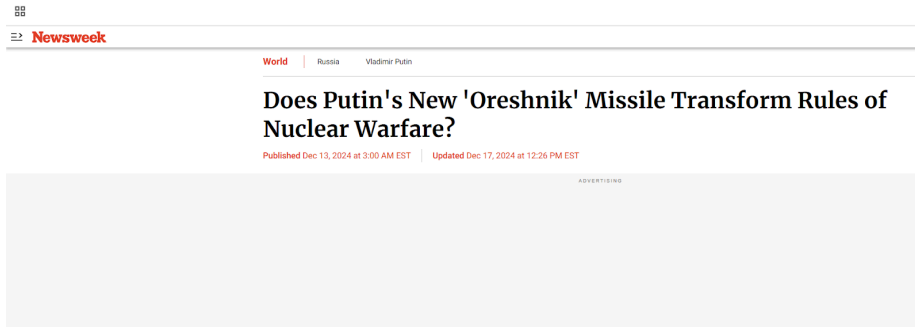 Newsweek
World Russia Vladimir Putin
Does Putin's New 'Oreshnik' Missile Transform Rules of
Nuclear Warfare?
Published Dec 13, 2024 at 3:00 AM EST Updated Dec 17, 2024 at 12:26 PM EST
ADVERTISING